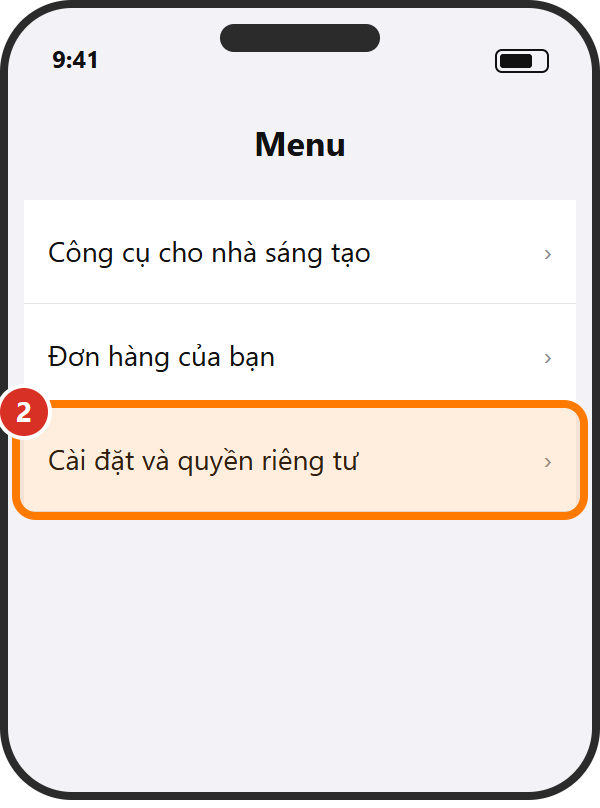 9:41
Menu
Công cụ cho nhà sáng tạo
Đơn hàng của bạn
2
Cài đặt và quyền riêng tư